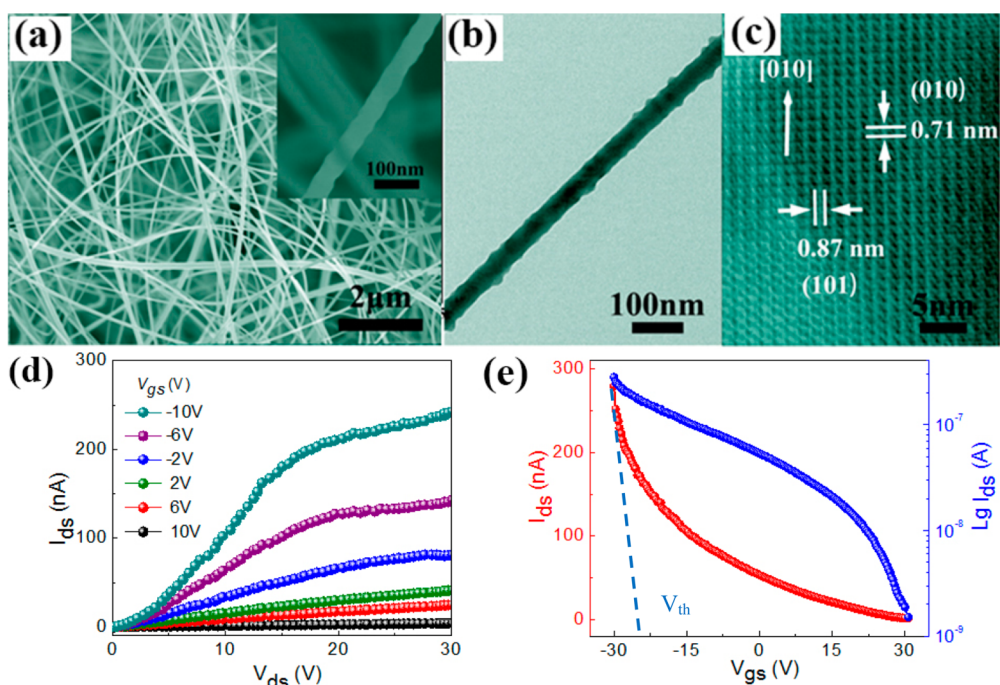 (a)
100nm
2μm
(b)
100nm
(c)
[010]
(010)
0.71 nm
0.87 nm
(101)
5nm
(d)
300
200
100
0
Ids (nA)
Vgs (V)
-10V
-6V
-2V
2V
6V
10V
0
10
20
30
Vds (V)
(e)
300
200
100
0
Ids (nA)
Vth
-30
-15
0
15
30
Vgs (V)
10-7
10-8
10-9
Lg Ids (A)